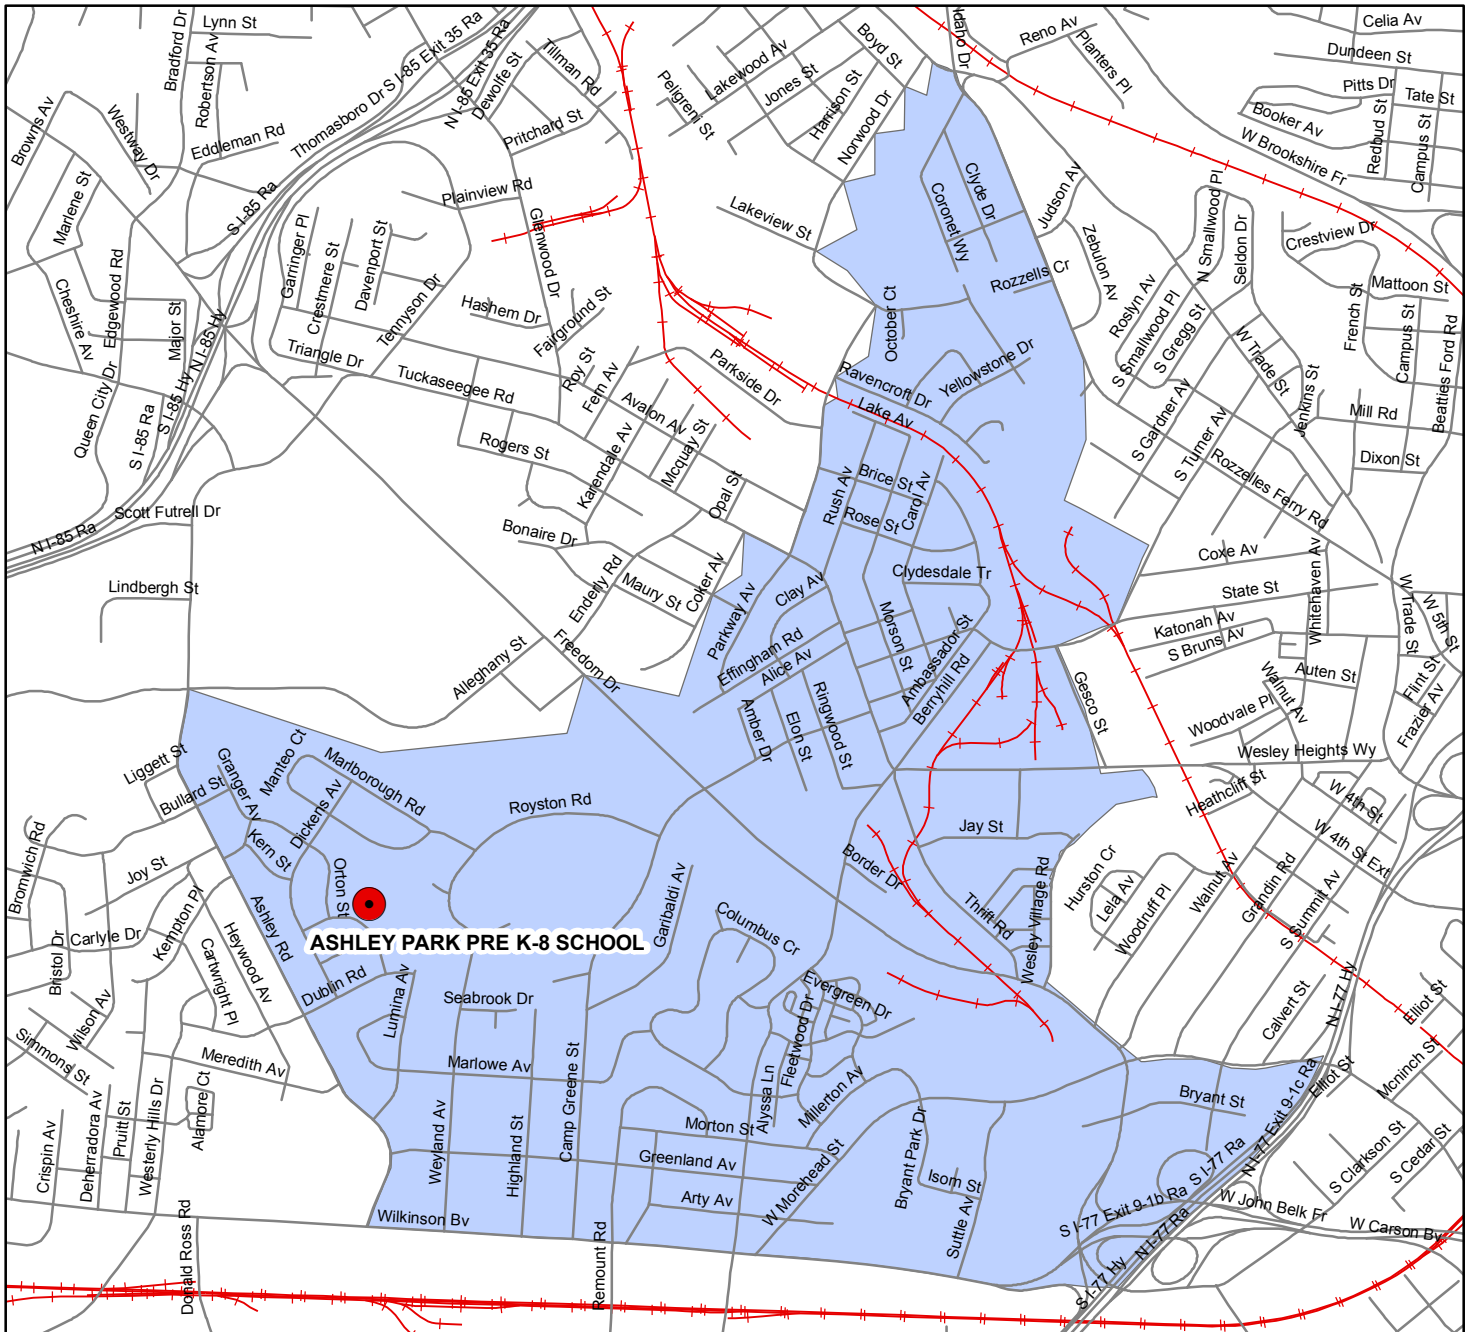 Lynn St
Bradford Dr
Robertson Av
Thomasboro Dr
S I-85 Exit 35 Ra
N I-85 Exit 35 Ra
Dewolfe St
Tillman Rd
Pritchard St
Peligremi St
Lakewood Av
Jones St
Boyd St
Harrison St
Norwood Dr
Idaho Dr
Reno Av
Planters Pl
Celia Av
Dundeen St
Pitts Dr
Tate St
Booker Av
Redbud St
Campus St
W Brookshire Fr
Browns Av
Westway Dr
Eddleman Rd
Marlene St
S I-85 Ra
Plainview Rd
Glenwood Dr
Lakeview St
Coronet Wy
Clyde Dr
Judson Av
Zebulon Av
N Smallwood Pl
Seldon Dr
Crestview Dr
Mattoon St
Garringer Pl
Crestmere St
Davenport St
Tennyson Dr
Edgewood Rd
Cheshire Av
Major St
N I-85 Hy
Hashem Dr
Fairground St
Rozzells Cr
October Ct
Roslyn Av
S Smallwood Pl
S Gregg St
W Trade St
French St
Campus St
Beatties Ford Rd
Triangle Dr
Tuckaseegee Rd
Roy St
Fern Av
Parkside Dr
Ravencroft Dr
Yellowstone Dr
Lake Av
Jenkins St
Mill Rd
Queen City Dr
S I-85 Ra
S I-85 Hy
Avalon Av
Mcquay St
Karendale Av
Rogers St
S Gardner Av
S Turner Av
Rozzelles Ferry Rd
Dixon St
Opal St
Rush Av
Brice St
Carol Av
Rose St
Scott Futrell Dr
N I-85 Ra
Bonaire Dr
Enderly Rd
Maury St
Coker Av
Clydesdale Tr
Coxe Av
State St
Whitehaven Av
W Trade St
W 5th St
Lindbergh St
Clay Av
Parkway Av
Morson St
Ambassador St
Berryhill Rd
Katonah Av
S Bruns Av
Auten St
Flint St
Frazier Av
Alleghany St
Freedom Dr
Effingham Rd
Alice Av
Ringwood St
Elon St
Amber Dr
Gesco St
Walnut Av
Woodvale Pl
Wesley Heights Wy
Liggett St
Bullard St
Granger Av
Manteo Ct
Marlborough Rd
Dickens Av
Kern St
Royston Rd
Jay St
Heathcliff St
W 4th St
W 4th St Ext
Bromwich Rd
Joy St
Orton St
Ashley Rd
Garibaldi Av
Border Dr
Thrift Rd
Wesley Village Rd
Hurston Cr
Lela Av
Woodruff Pl
Walnut Av
Grandin Rd
S Summit Av
ASHLEY PARK PRE K-8 SCHOOL
Columbus Cr
Kempton Pl
Heywood Av
Cartwright Pl
Carlyle Dr
Bristol Dr
Wilson Av
Dublin Rd
Lumina Av
Seabrook Dr
Evergreen Dr
Fleetwood Dr
Calvert St
N I-77 Hy
Elliot St
Mcninch St
Simmons St
Meredith Av
Marlowe Av
Camp Greene St
Alyssa Ln
Millerton Av
Bryant St
Elliot St
N I-77 Exit 9-1c Ra
Alamore Ct
Westerly Hills Dr
Pruitt St
Deherradora Av
Crispin Av
Weyland Av
Highland St
Morton St
Greenland Av
Arty Av
W Morehead St
Bryant Park Dr
Isom St
Suttle Av
S I-77 Ra
S I-77 Exit 9-1b Ra
N I-77 Ra
S I-77 Hy
W John Belk Fr
S Clarkson St
S Cedar St
W Carson Bv
Wilkinson Bv
Donald Ross Rd
Remount Rd